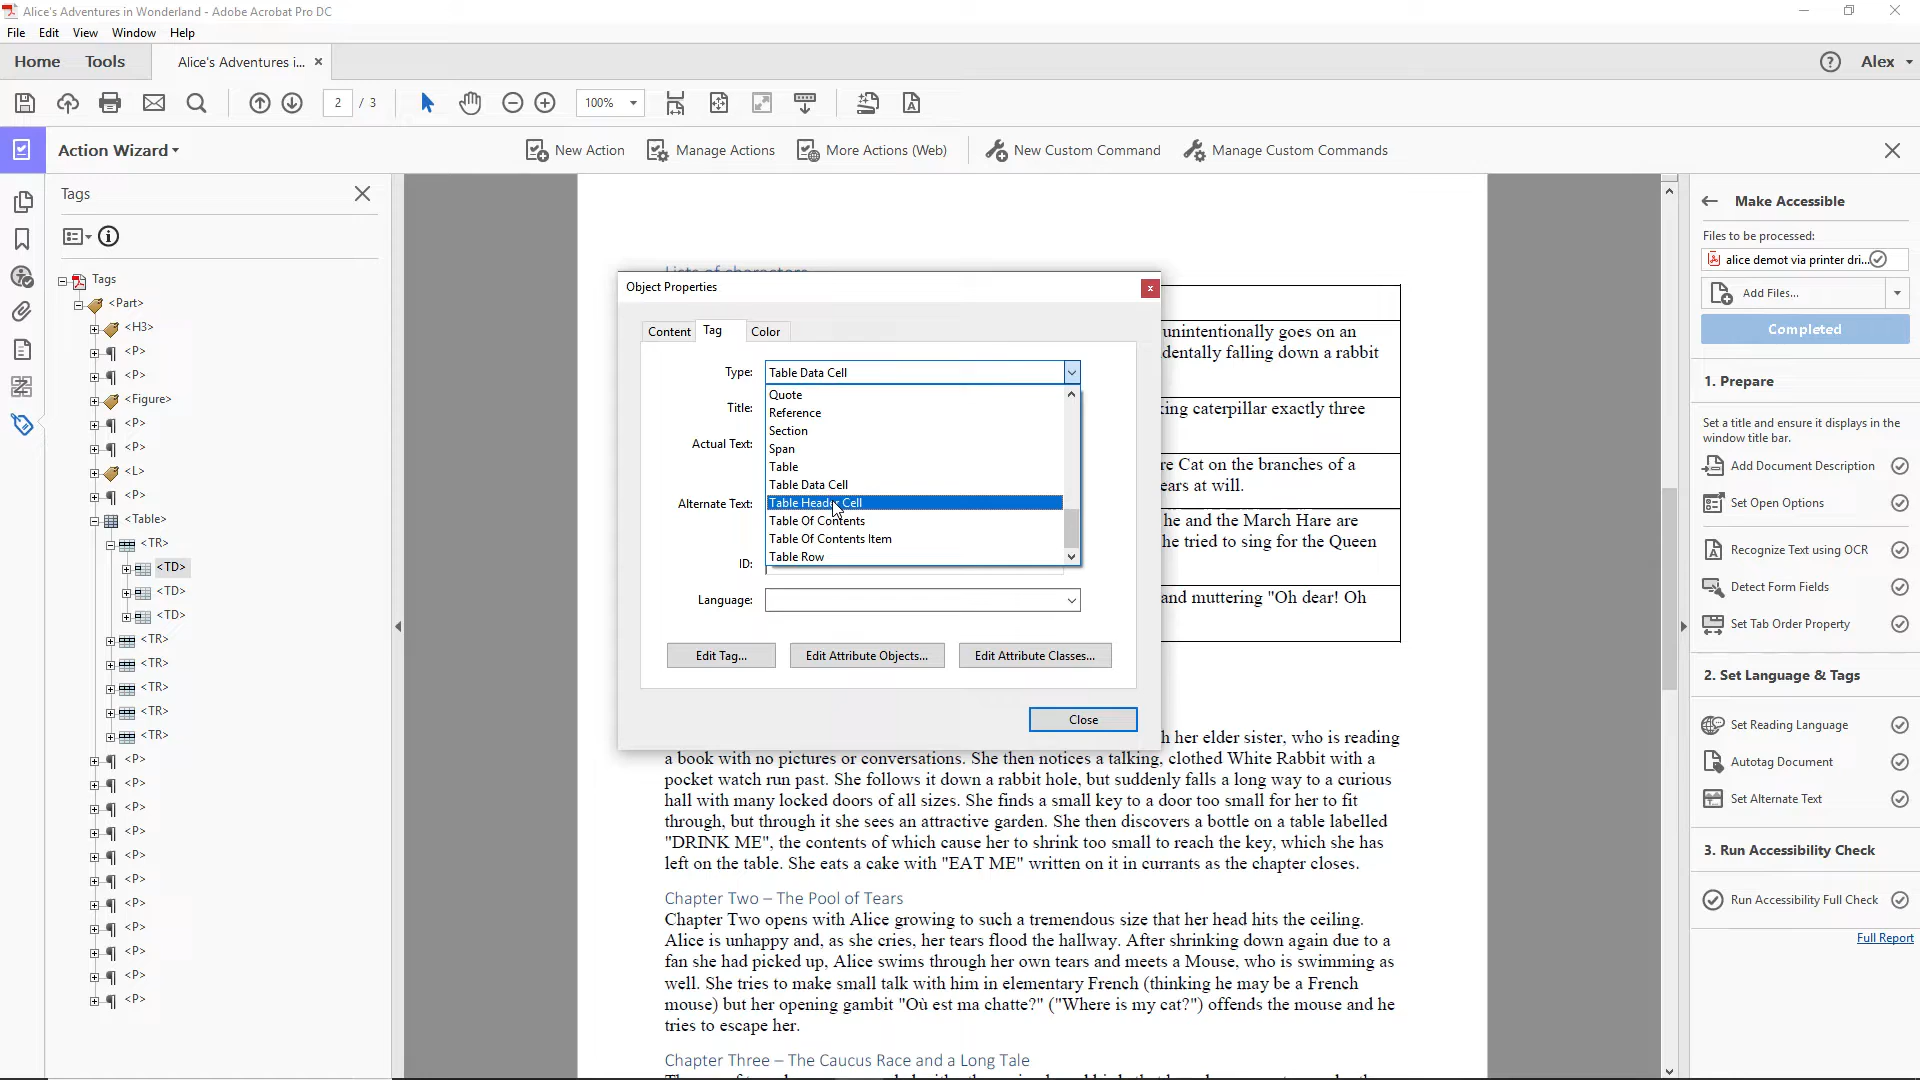 Alice's Adventures in Wonderland - Adobe Acrobat Pro DC
File Edit View Window Help
Home Tools Alice's Adventures i... Alex
2 / 3 100%
Action Wizard New Action Manage Actions More Actions (Web) New Custom Command Manage Custom Commands
Tags
Tags
<Part>
<H3>
<P>
<P>
<Figure>
<P>
<P>
<L>
<P>
<Table>
<TR>
<TD>
<TD>
<TD>
<TR>
<TR>
<TR>
<TR>
<TR>
<P>
<P>
<P>
<P>
<P>
<P>
<P>
<P>
<P>
<P>
<P>
Lists of characters
Object Properties
Content Tag Color
Type: Table Data Cell
Title:
Actual Text:
Alternate Text:
ID:
Language:
Quote
Reference
Section
Span
Table
Table Data Cell
Table Header Cell
Table Of Contents
Table Of Contents Item
Table Row
Edit Tag... Edit Attribute Objects... Edit Attribute Classes...
Close
unintentionally goes on an
dentally falling down a rabbit
king caterpillar exactly three
re Cat on the branches of a
ears at will.
he and the March Hare are
he tried to sing for the Queen
and muttering "Oh dear! Oh
h her elder sister, who is reading
a book with no pictures or conversations. She then notices a talking, clothed White Rabbit with a
pocket watch run past. She follows it down a rabbit hole, but suddenly falls a long way to a curious
hall with many locked doors of all sizes. She finds a small key to a door too small for her to fit
through, but through it she sees an attractive garden. She then discovers a bottle on a table labelled
"DRINK ME", the contents of which cause her to shrink too small to reach the key, which she has
left on the table. She eats a cake with "EAT ME" written on it in currants as the chapter closes.
Chapter Two – The Pool of Tears
Chapter Two opens with Alice growing to such a tremendous size that her head hits the ceiling.
Alice is unhappy and, as she cries, her tears flood the hallway. After shrinking down again due to a
fan she had picked up, Alice swims through her own tears and meets a Mouse, who is swimming as
well. She tries to make small talk with him in elementary French (thinking he may be a French
mouse) but her opening gambit "Où est ma chatte?" ("Where is my cat?") offends the mouse and he
tries to escape her.
Chapter Three – The Caucus Race and a Long Tale
Make Accessible
Files to be processed:
alice demot via printer dri...
Add Files...
Completed
1. Prepare
Set a title and ensure it displays in the
window title bar.
Add Document Description
Set Open Options
Recognize Text using OCR
Detect Form Fields
Set Tab Order Property
2. Set Language & Tags
Set Reading Language
Autotag Document
Set Alternate Text
3. Run Accessibility Check
Run Accessibility Full Check
Full Report